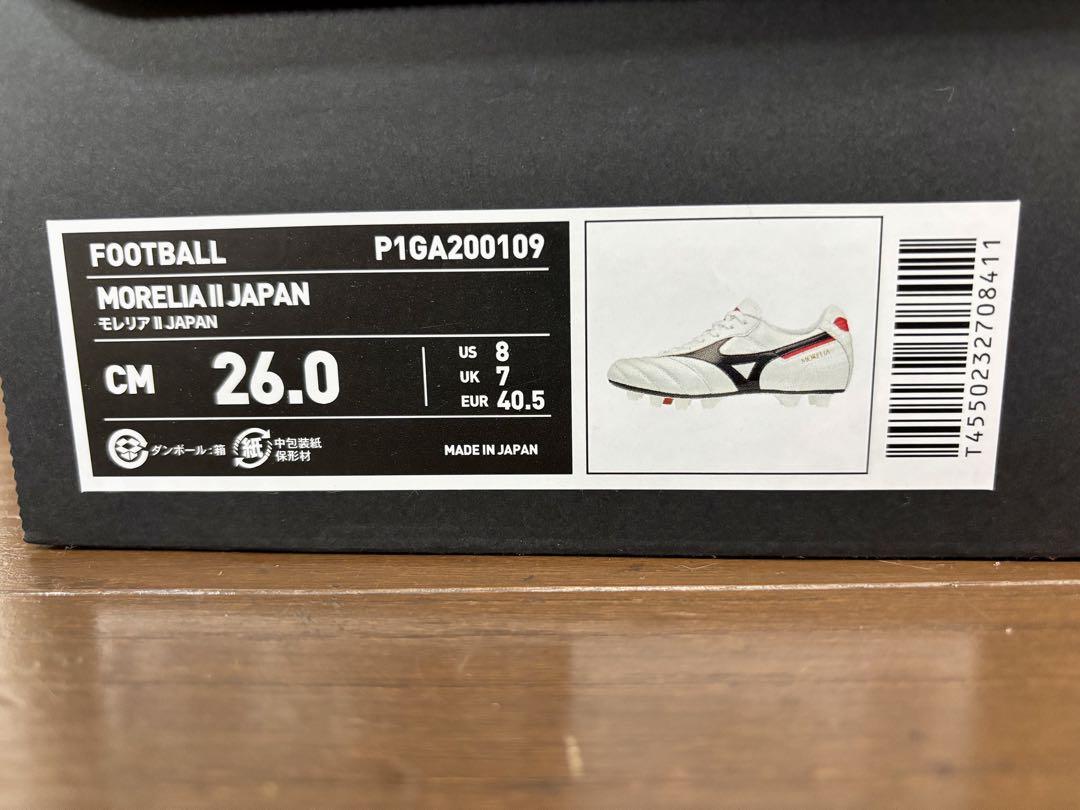 FOOTBALL P1GA200109
MORELIA II JAPAN
モレリア II JAPAN
CM 26.0
US 8
UK 7
EUR 40.5
ダンボール:箱
紙
中包装紙
保形材
MADE IN JAPAN
MORELIA
T4550232708411